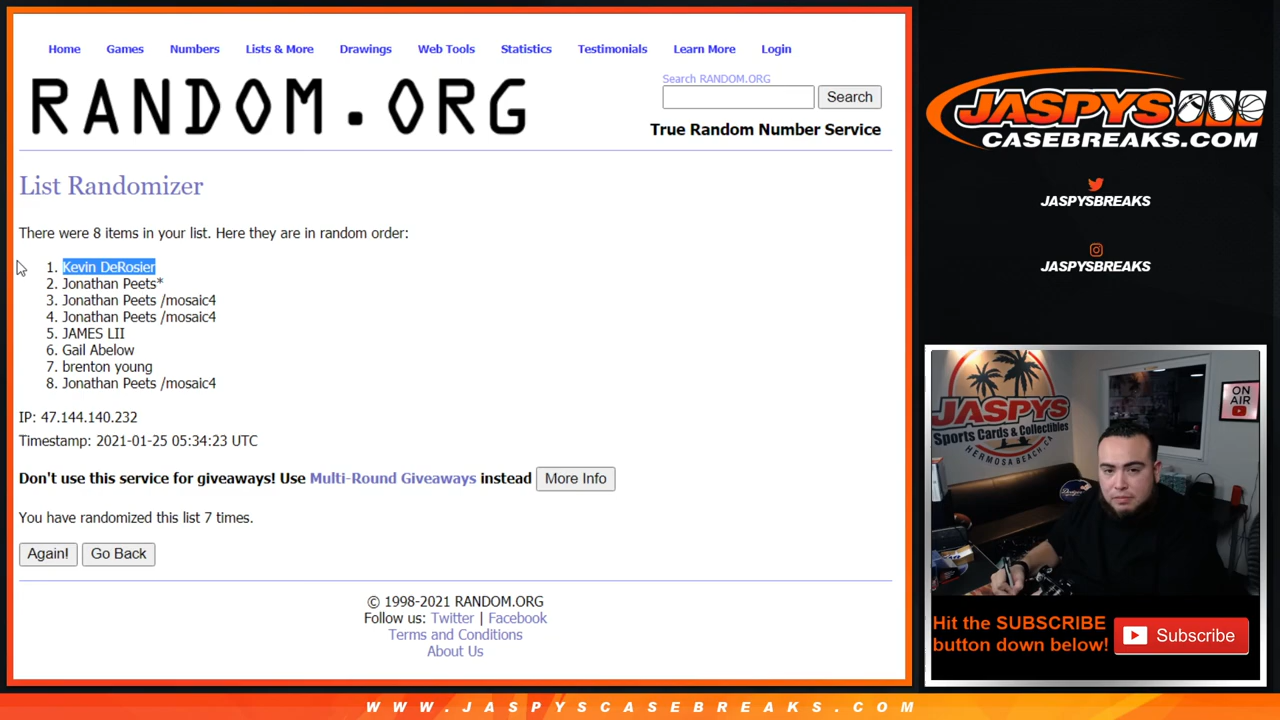 Home Games Numbers Lists & More Drawings Web Tools Statistics Testimonials Learn More Login
RANDOM.ORG
Search RANDOM.ORG
Search
True Random Number Service
List Randomizer
There were 8 items in your list. Here they are in random order:
1. Kevin DeRosier
2. Jonathan Peets*
3. Jonathan Peets /mosaic4
4. Jonathan Peets /mosaic4
5. JAMES LII
6. Gail Abelow
7. brenton young
8. Jonathan Peets /mosaic4
IP: 47.144.140.232
Timestamp: 2021-01-25 05:34:23 UTC
Don't use this service for giveaways! Use Multi-Round Giveaways instead More Info
You have randomized this list 7 times.
Again! Go Back
© 1998-2021 RANDOM.ORG
Follow us: Twitter | Facebook
Terms and Conditions
About Us
JASPYS
CASEBREAKS.COM
JASPYSBREAKS
JASPYSBREAKS
JASPYS
Sports Cards & Collectibles
HERMOSA BEACH, CA
ON
AIR
Dodgers
Hit the SUBSCRIBE
button down below!
Subscribe
WWW.JASPYSCASEBREAKS.COM